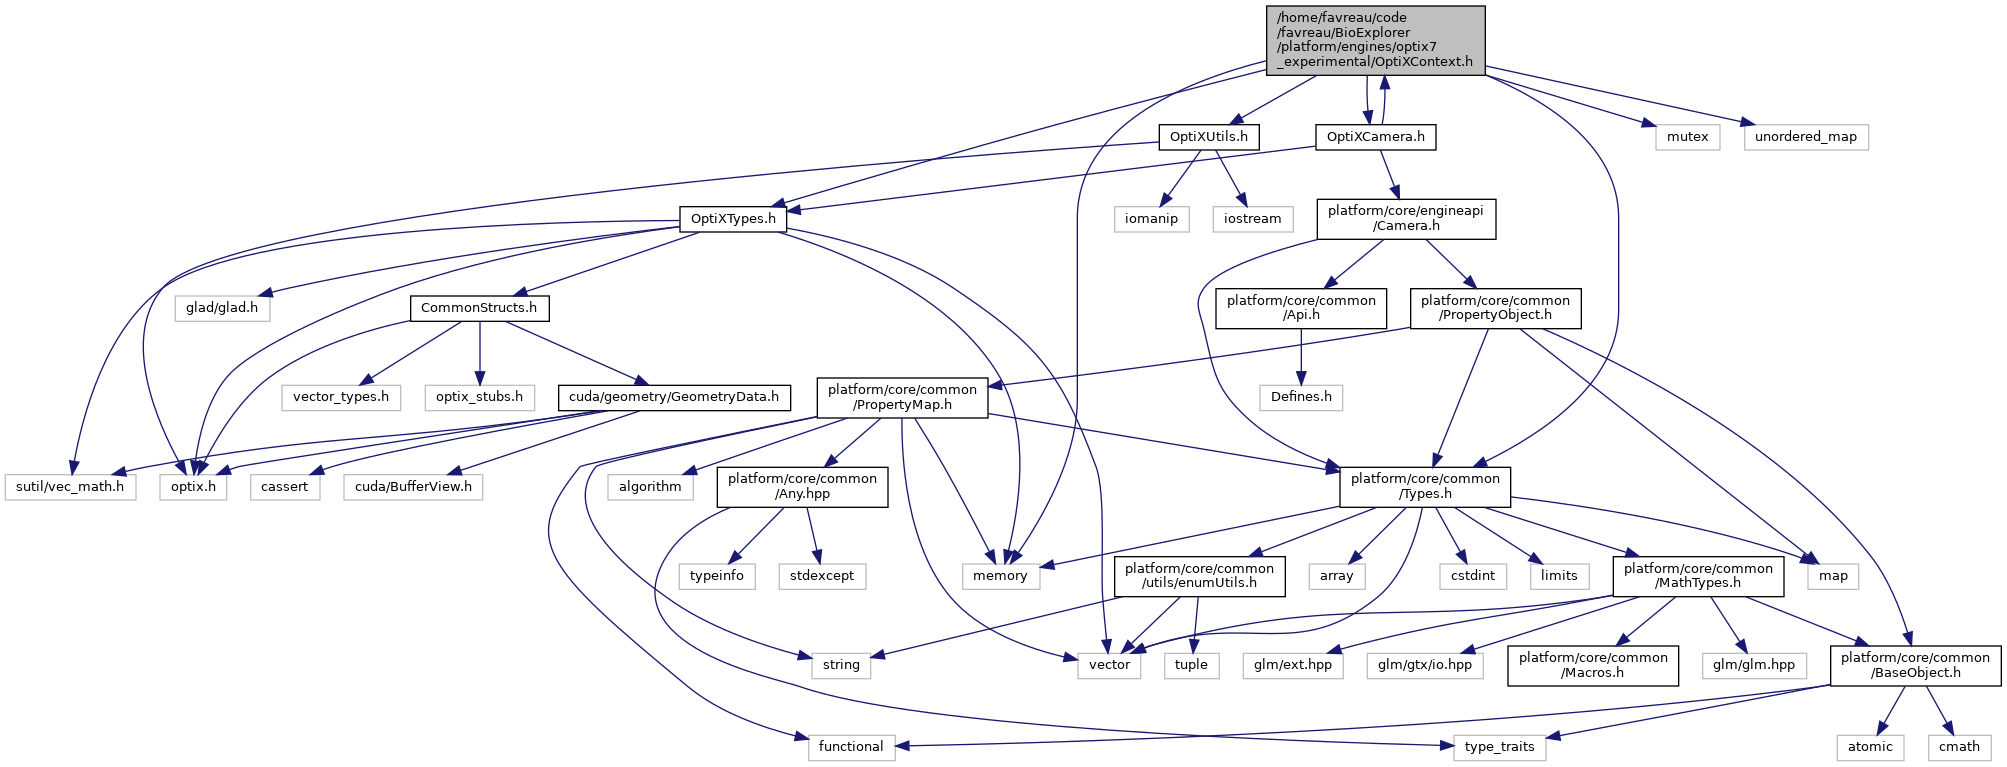 /home/favreau/code
/favreau/BioExplorer
/platform/engines/optix7
_experimental/OptiXContext.h
OptiXUtils.h
OptiXCamera.h
mutex
unordered_map
OptiXTypes.h
iomanip
iostream
platform/core/engineapi
/Camera.h
glad/glad.h
CommonStructs.h
platform/core/common
/Api.h
platform/core/common
/PropertyObject.h
vector_types.h
optix_stubs.h
cuda/geometry/GeometryData.h
platform/core/common
/PropertyMap.h
Defines.h
sutil/vec_math.h
optix.h
cassert
cuda/BufferView.h
algorithm
platform/core/common
/Any.hpp
platform/core/common
/Types.h
typeinfo
stdexcept
memory
platform/core/common
/utils/enumUtils.h
array
cstdint
limits
platform/core/common
/MathTypes.h
map
string
vector
tuple
glm/ext.hpp
glm/gtx/io.hpp
platform/core/common
/Macros.h
glm/glm.hpp
platform/core/common
/BaseObject.h
functional
type_traits
atomic
cmath